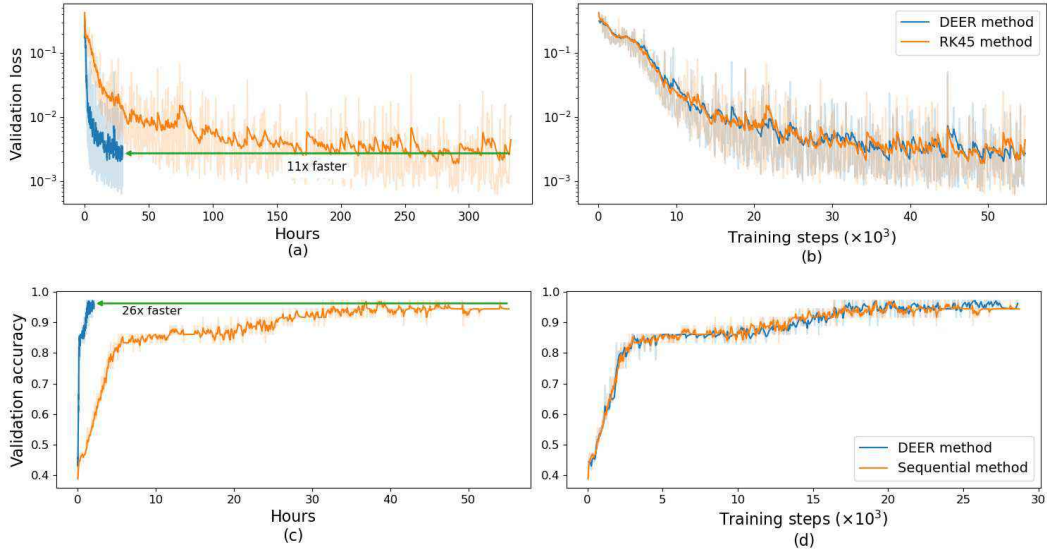 Validation loss
10⁻¹
10⁻²
10⁻³
11x faster
0 50 100 150 200 250 300
Hours
(a)
DEER method
RK45 method
10⁻¹
10⁻²
10⁻³
0 10 20 30 40 50
Training steps (×10³)
(b)
Validation accuracy
1.0
0.9
0.8
0.7
0.6
0.5
0.4
26x faster
0 10 20 30 40 50
Hours
(c)
1.0
0.9
0.8
0.7
0.6
0.5
0.4
DEER method
Sequential method
0 5 10 15 20 25 30
Training steps (×10³)
(d)